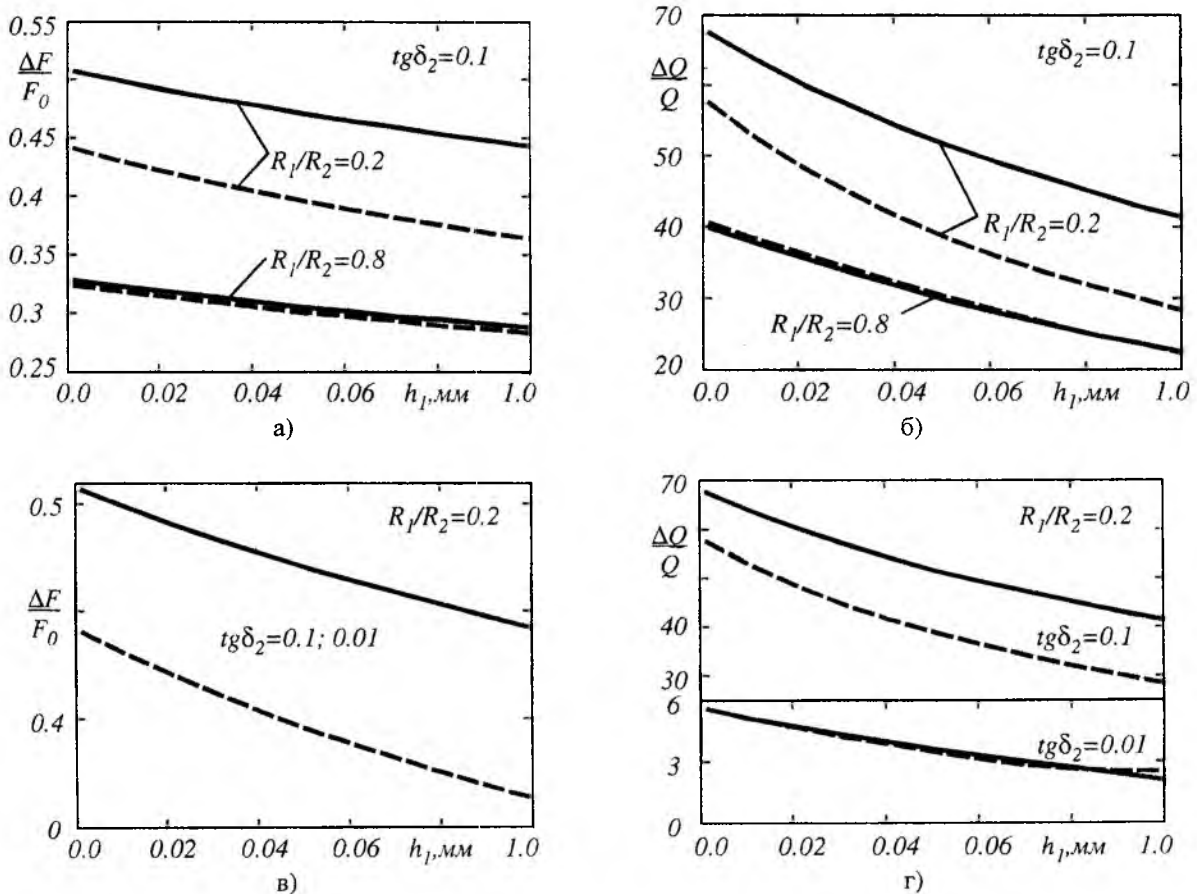 0.55
ΔF
F₀
0.45
0.4
0.35
0.3
0.25
tgδ₂=0.1
R₁/R₂=0.2
R₁/R₂=0.8
0.0 0.02 0.04 0.06 h₁,мм 1.0
а)
70
ΔQ
Q
50
40
30
20
tgδ₂=0.1
R₁/R₂=0.2
R₁/R₂=0.8
0.0 0.02 0.04 0.06 h₁,мм 1.0
б)
0.5
ΔF
F₀
0.4
0
R₁/R₂=0.2
tgδ₂=0.1; 0.01
0.0 0.02 0.04 0.06 h₁,мм 1.0
в)
70
ΔQ
Q
40
30
6
3
0
R₁/R₂=0.2
tgδ₂=0.1
tgδ₂=0.01
0.0 0.02 0.04 0.06 h₁,мм 1.0
г)